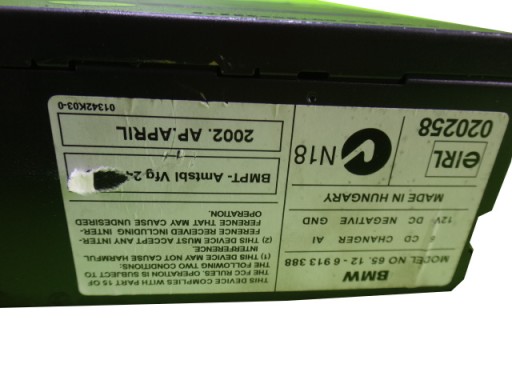 BMW
MODEL NO 65. 12 - 6 913 388
CD CHANGER AI
12V- DC NEGATIVE GND
MADE IN HUNGARY
eIRL
020258
N18
THIS DEVICE COMPLIES WITH PART 15 OF
THE FCC RULES. OPERATION IS SUBJECT TO
THE FOLLOWING TWO CONDITIONS:
(1) THIS DEVICE MAY NOT CAUSE HARMFUL
INTERFERENCE.
(2) THIS DEVICE MUST ACCEPT ANY INTER-
FERENCE RECEIVED INCLUDING INTER-
FERENCE THAT MAY CAUSE UNDESIRED
OPERATION.
BMPT- Amtsbl Vfg
2002. AP.APRIL
01342K03-0